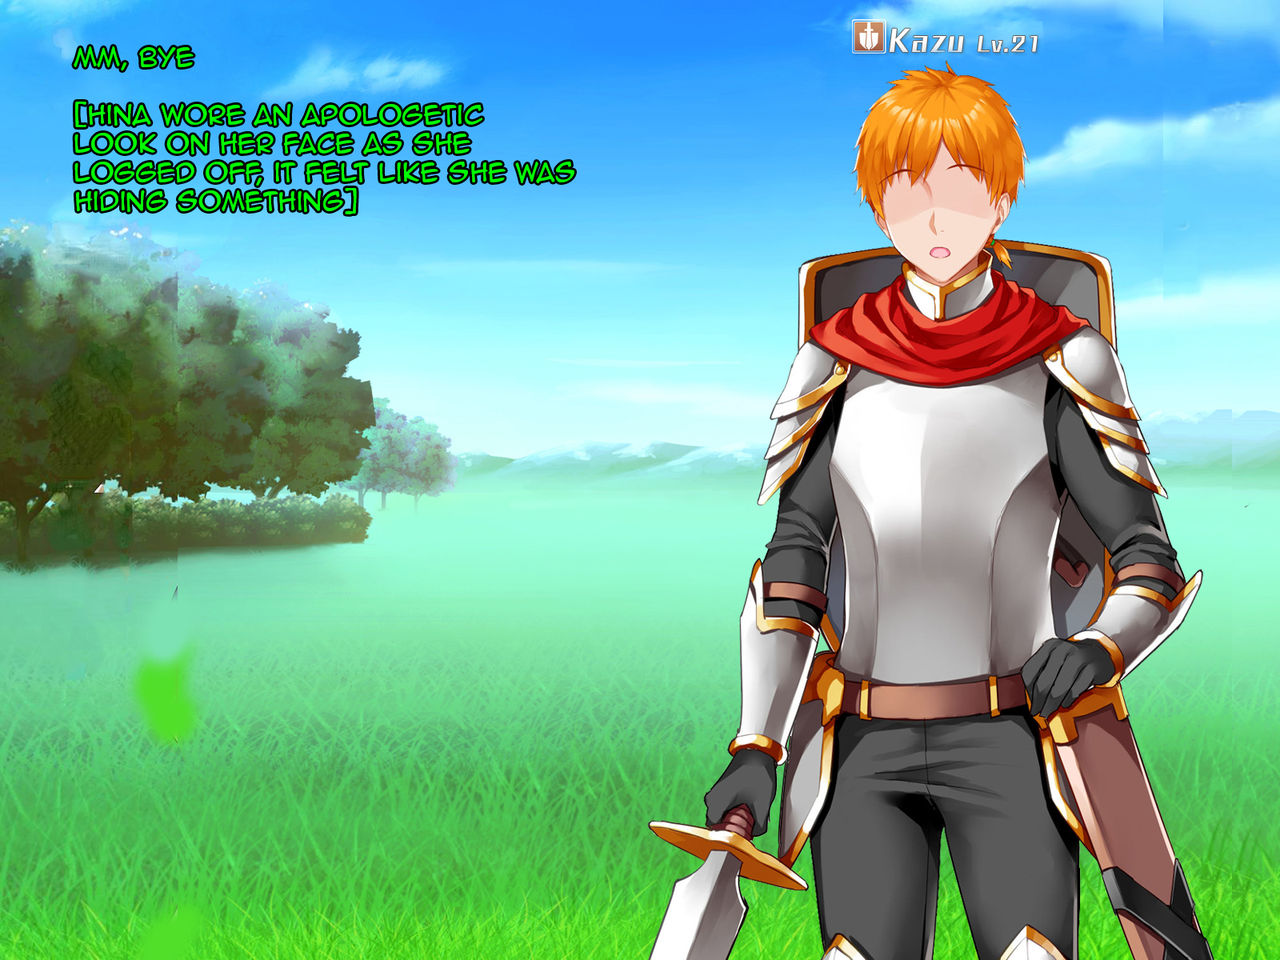 MM, BYE
[HINA WORE AN APOLOGETIC
LOOK ON HER FACE AS SHE
LOGGED OFF, IT FELT LIKE SHE WAS
HIDING SOMETHING]
Kazu Lv.21